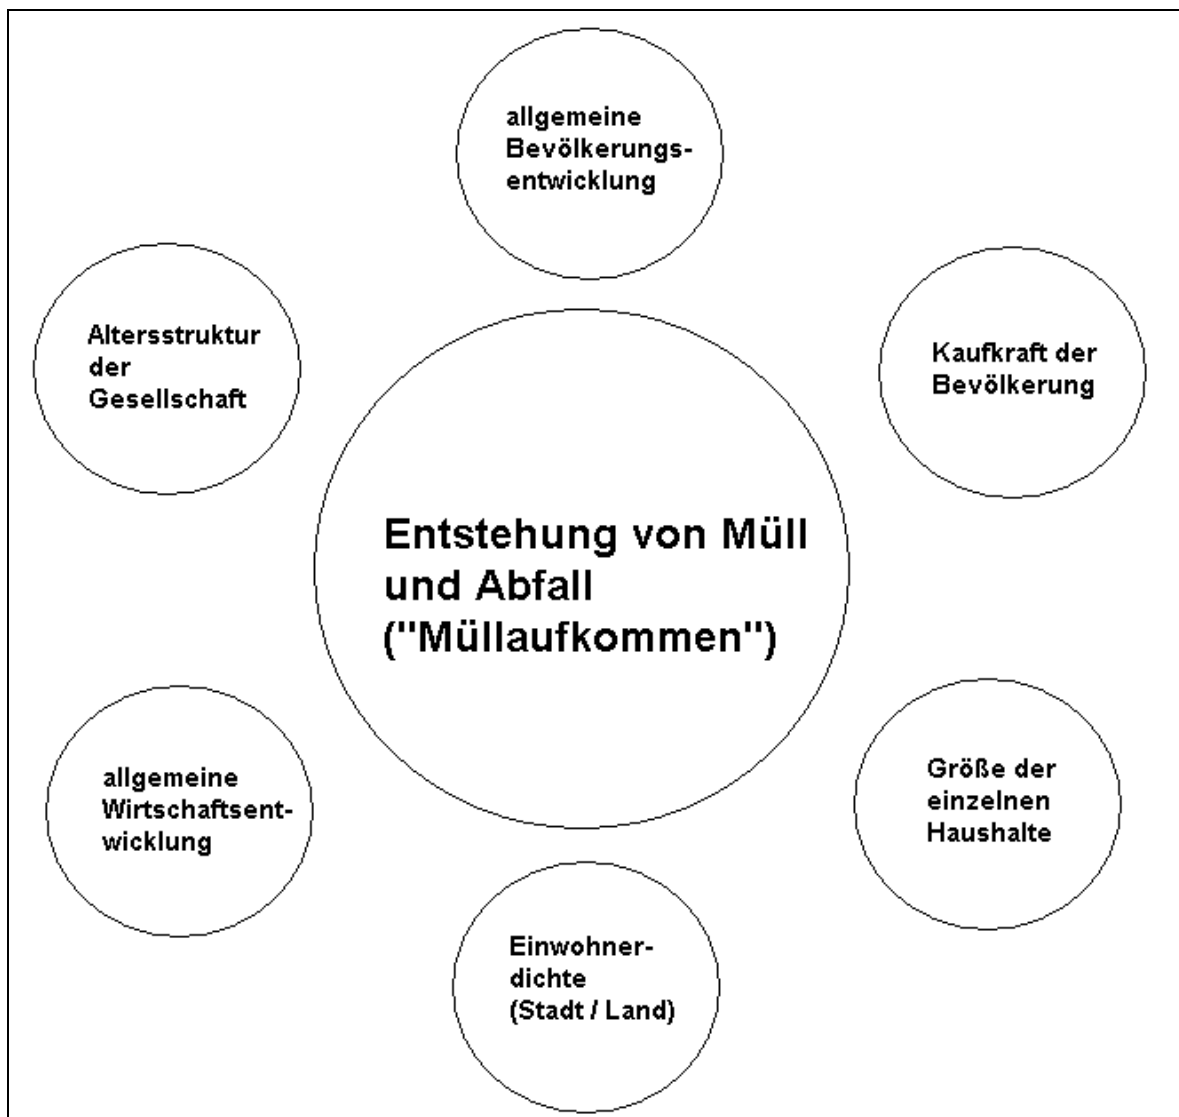 allgemeine
Bevölkerungs-
entwicklung
Altersstruktur
der
Gesellschaft
Kaufkraft der
Bevölkerung
Entstehung von Müll
und Abfall
("Müllaufkommen")
allgemeine
Wirtschaftsent-
wicklung
Größe der
einzelnen
Haushalte
Einwohner-
dichte
(Stadt / Land)